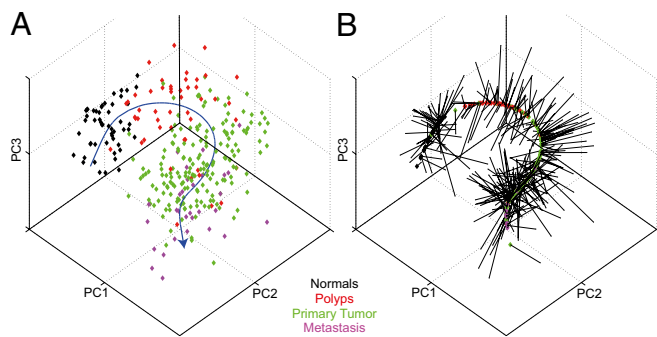 A
B
PC3
PC3
PC1
PC2
PC1
PC2
Normals
Polyps
Primary Tumor
Metastasis